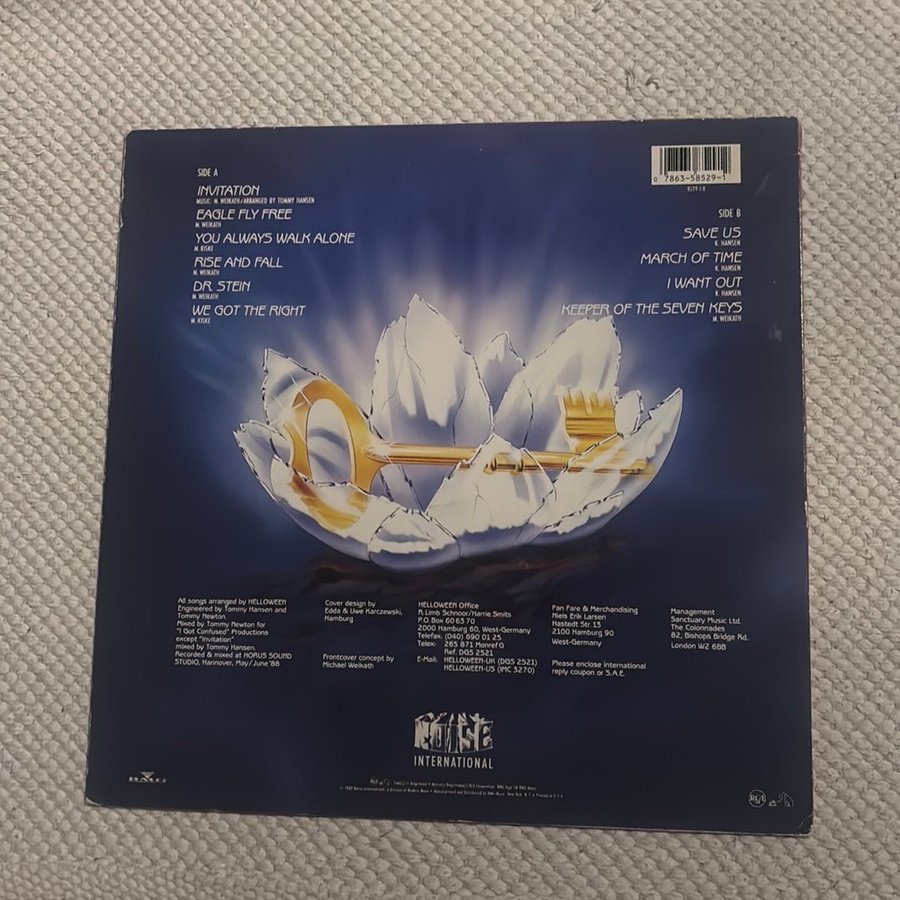 SIDE A
INVITATION
MUSIC: M. WEIKATH/ARRANGED BY TOMMY HANSEN
EAGLE FLY FREE
M. WEIKATH
YOU ALWAYS WALK ALONE
M. KISKE
RISE AND FALL
M. WEIKATH
DR. STEIN
M. WEIKATH
WE GOT THE RIGHT
M. KISKE
0 7863-58529-1
8529-1-R
SIDE B
SAVE US
K. HANSEN
MARCH OF TIME
K. HANSEN
I WANT OUT
K. HANSEN
KEEPER OF THE SEVEN KEYS
M. WEIKATH
All songs arranged by HELLOWEEN
Engineered by Tommy Hansen and
Tommy Newton.
Mixed by Tommy Newton for
"I Got Confused" Productions
except "Invitation"
mixed by Tommy Hansen.
Recorded & mixed at HORUS SOUND
STUDIO, Hannover, May/June '88
Cover design by
Edda & Uwe Karczewski,
Hamburg
Frontcover concept by
Michael Weikath
HELLOWEEN Office
R. Limb Schnoor/Harrie Smits
P.O. Box 60 63 70
2000 Hamburg 60, West-Germany
Telefax: (040) 690 01 25
Telex: 265 871 Monref G
Ref. DGS 2521
E-Mail: HELLOWEEN-UK (DGS 2521)
HELLOWEEN-US (IMC 3270)
Fan Fare & Merchandising
Niels Erik Larsen
Hastedt Str. 13
2100 Hamburg 90
West-Germany
Please enclose international
reply coupon or S.A.E.
Management
Sanctuary Music Ltd.
The Colonnades
82, Bishops Bridge Rd.
London W2 6BB
NOISE
INTERNATIONAL
BMG
RCA